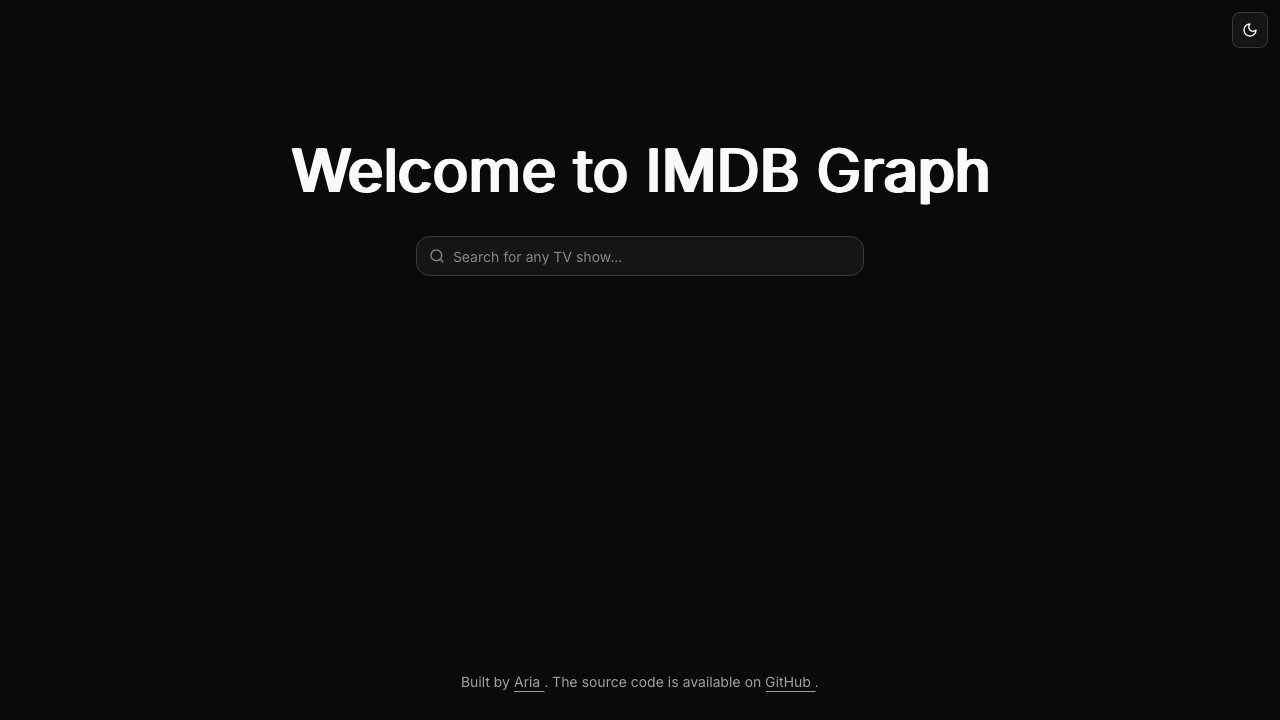 Welcome to IMDB Graph
Search for any TV show...
Built by Aria . The source code is available on GitHub .